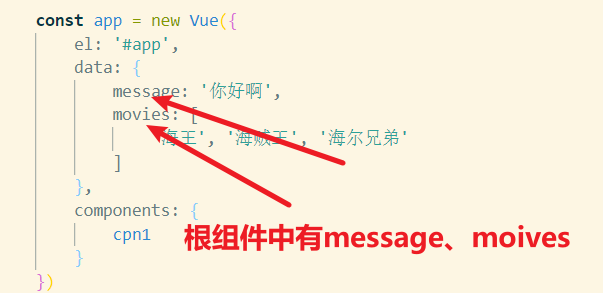 const app = new Vue({
el: '#app',
data: {
message: '你好啊',
movies: [
'海王', '海贼王', '海尔兄弟'
]
},
components: {
cpn1
}
})
根组件中有message、moives